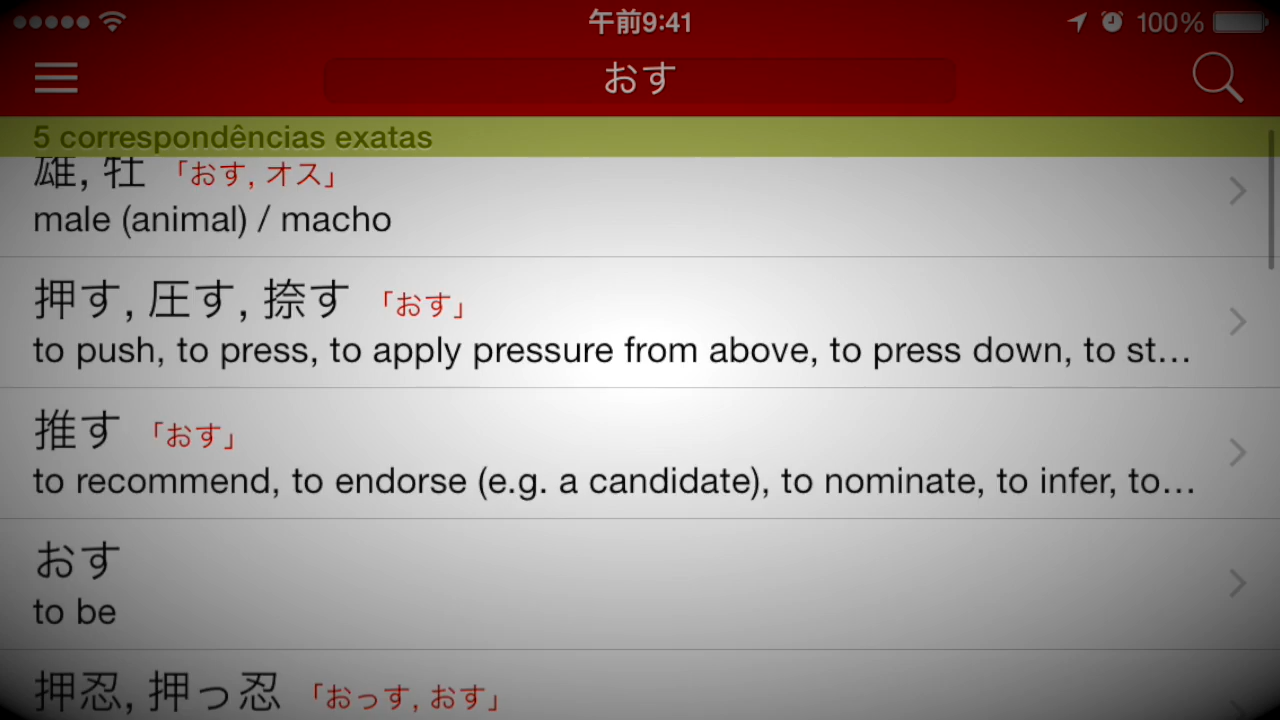 午前9:41
100%
おす
5 correspondências exatas
雄, 牡 「おす, オス」
male (animal) / macho
押す, 圧す, 捺す 「おす」
to push, to press, to apply pressure from above, to press down, to st…
推す 「おす」
to recommend, to endorse (e.g. a candidate), to nominate, to infer, to…
おす
to be
押忍, 押っ忍 「おっす, おす」